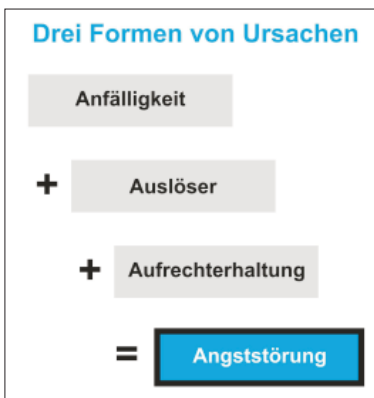 Drei Formen von Ursachen
Anfälligkeit
+ Auslöser
+ Aufrechterhaltung
= Angststörung